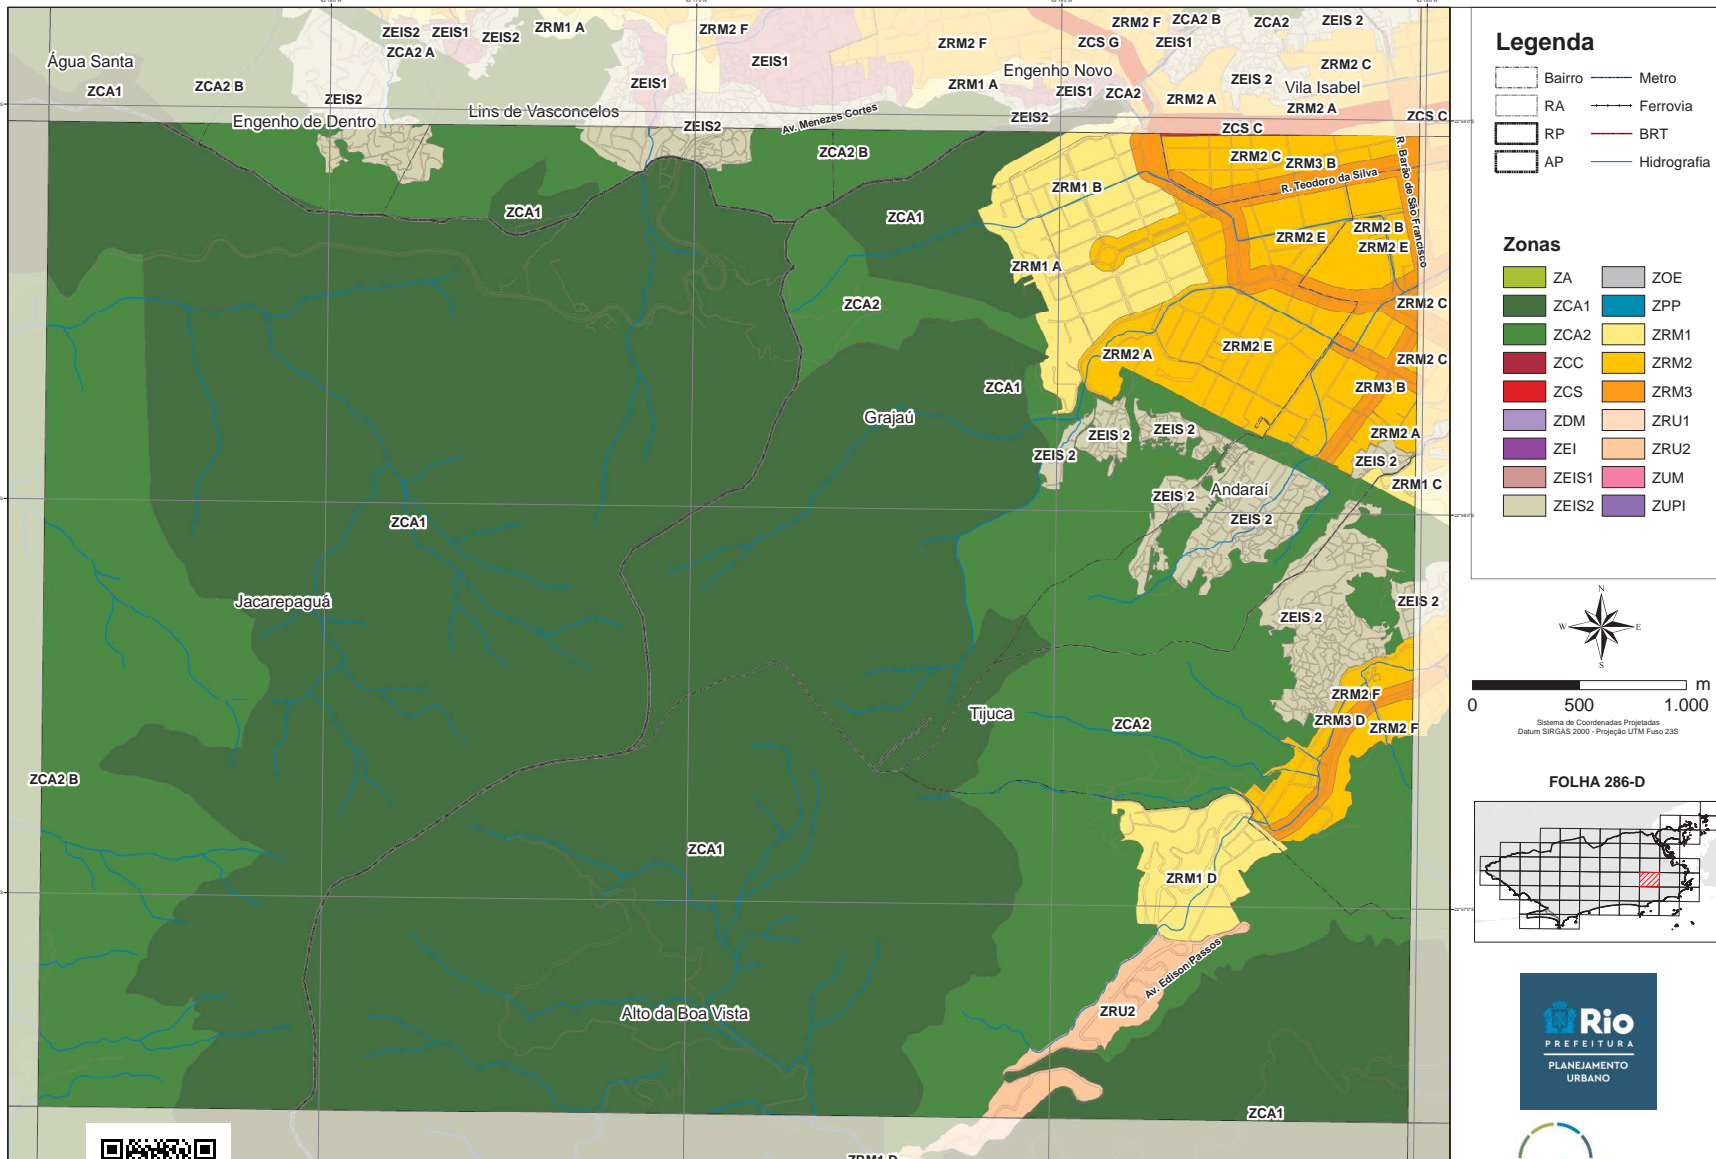 ZEIS2
ZEIS1
ZEIS2
ZRM1 A
ZCA2 A
ZRM2 F
ZRM2 F
ZCA2 B
ZCA2
ZEIS 2
ZCS G
ZEIS1
ZRM2 F
Água Santa
ZCA1
ZCA2 B
ZEIS2
ZEIS1
ZEIS1
Engenho Novo
ZRM1 A
ZEIS1
ZCA2
ZEIS 2
ZRM2 C
Vila Isabel
ZRM2 A
ZRM2 A
Engenho de Dentro
Lins de Vasconcelos
ZEIS2
Av. Menezes Cortes
ZEIS2
ZCS C
ZCS C
ZCA2 B
ZRM2 C
ZRM3 B
R. Teodoro da Silva
R. Barão de São Francisco
ZRM1 B
ZCA1
ZCA1
ZRM2 E
ZRM2 B
ZRM2 E
ZRM1 A
ZCA2
ZRM2 C
ZRM2 A
ZRM2 E
ZRM2 C
ZCA1
ZRM3 B
Grajaú
ZEIS 2
ZEIS 2
ZRM2 A
ZEIS 2
ZEIS 2
ZRM1 C
ZEIS 2
Andaraí
ZEIS 2
ZCA1
Jacarepaguá
ZEIS 2
ZEIS 2
Tijuca
ZCA2
ZRM2 F
ZRM3 D
ZRM2 F
ZCA2 B
ZCA1
ZRM1 D
Av. Edison Passos
Alto da Boa Vista
ZRU2
ZCA1
ZRM1 D
Legenda
Bairro
Metro
RA
Ferrovia
RP
BRT
AP
Hidrografia
Zonas
ZA
ZOE
ZCA1
ZPP
ZCA2
ZRM1
ZCC
ZRM2
ZCS
ZRM3
ZDM
ZRU1
ZEI
ZRU2
ZEIS1
ZUM
ZEIS2
ZUPI
N
W
E
S
m
0
500
1.000
Sistema de Coordenadas Projetadas
Datum SIRGAS 2000 - Projeção UTM Fuso 23S
FOLHA 286-D
Rio
PREFEITURA
PLANEJAMENTO
URBANO